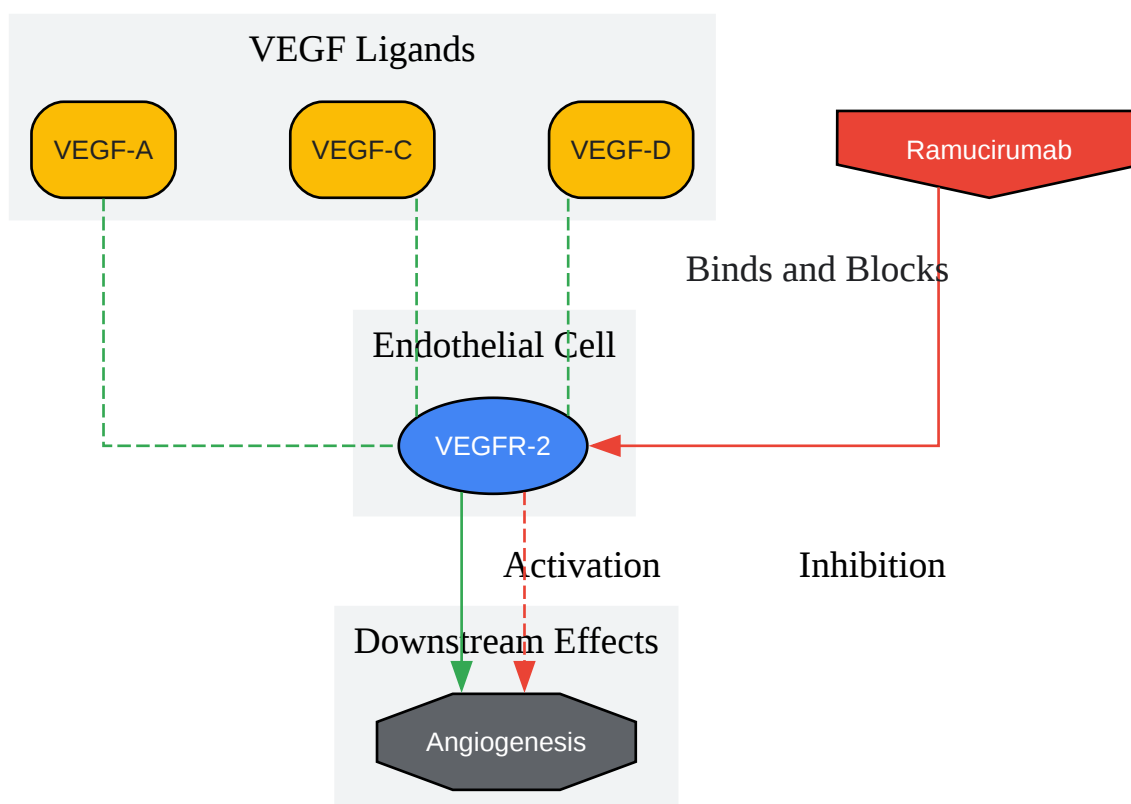 VEGF Ligands
VEGF-A
VEGF-C
VEGF-D
Ramucirumab
Binds and Blocks
Endothelial Cell
VEGFR-2
Activation
Inhibition
Downstream Effects
Angiogenesis